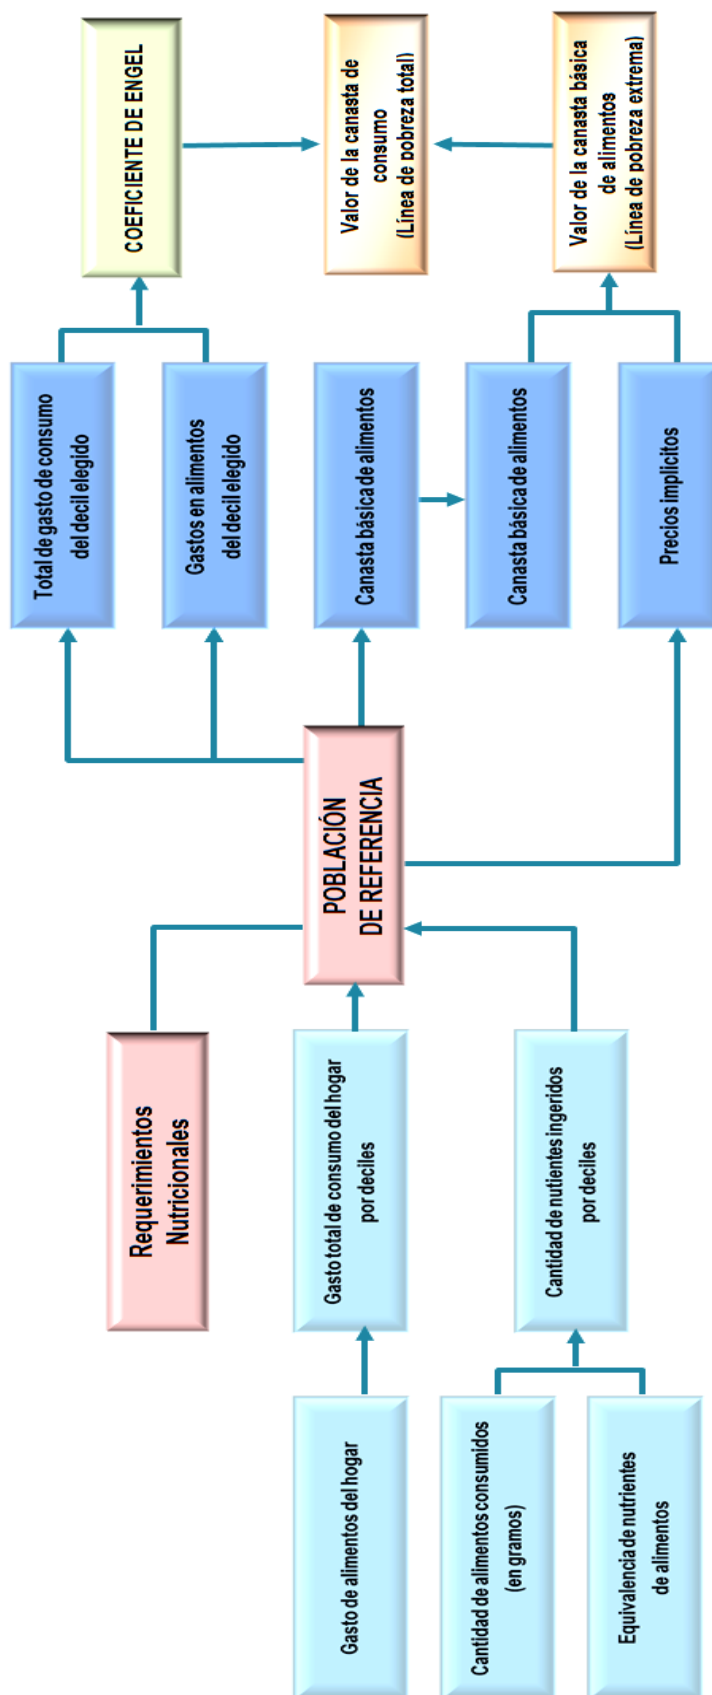 Gasto de alimentos del hogar
Cantidad de alimentos consumidos
(en gramos)
Equivalencia de nutrientes
de alimentos
Requerimientos
Nutricionales
Gasto total de consumo del hogar
por deciles
Cantidad de nutientes ingeridos
por deciles
POBLACIÓN
DE REFERENCIA
Total de gasto de consumo
del decil elegido
Gastos en alimentos
del decil elegido
Canasta básica de alimentos
Canasta básica de alimentos
Precios implícitos
COEFICIENTE DE ENGEL
Valor de la canasta de
consumo
(Línea de pobreza total)
Valor de la canasta básica
de alimentos
(Línea de pobreza extrema)